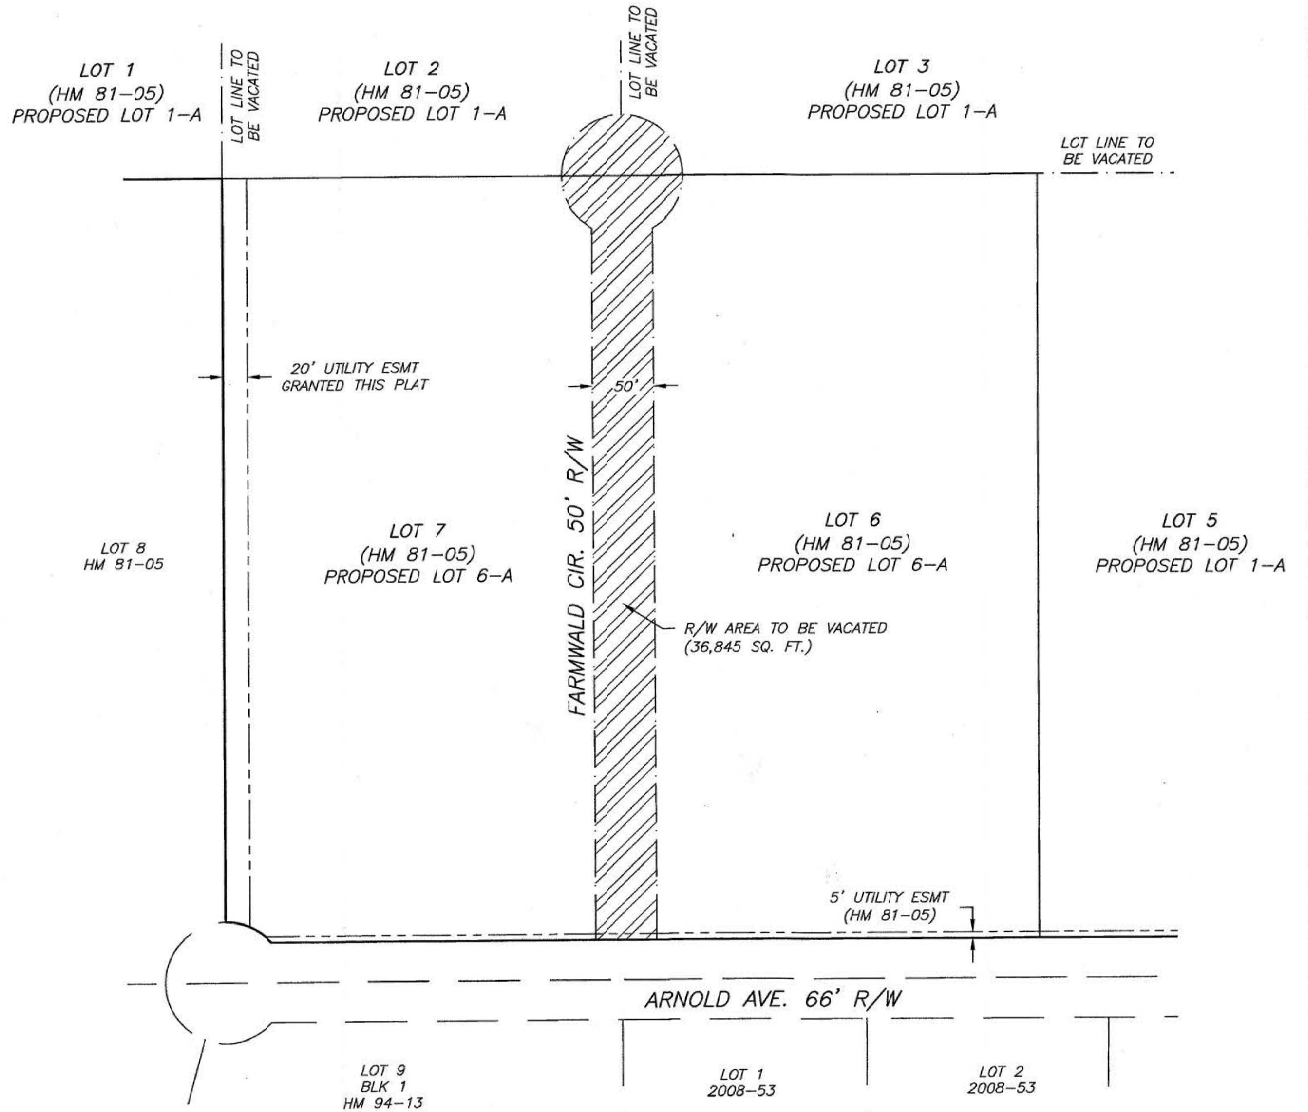 LOT 1
(HM 81-05)
PROPOSED LOT 1-A
LOT LINE TO
BE VACATED
LOT 2
(HM 81-05)
PROPOSED LOT 1-A
LOT LINE TO
BE VACATED
LOT 3
(HM 81-05)
PROPOSED LOT 1-A
LOT LINE TO
BE VACATED
20' UTILITY ESMT
GRANTED THIS PLAT
50'
FARMWALD CIR. 50' R/W
LOT 8
HM 81-05
LOT 7
(HM 81-05)
PROPOSED LOT 6-A
LOT 6
(HM 81-05)
PROPOSED LOT 6-A
LOT 5
(HM 81-05)
PROPOSED LOT 1-A
R/W AREA TO BE VACATED
(36,845 SQ. FT.)
5' UTILITY ESMT
(HM 81-05)
ARNOLD AVE. 66' R/W
LOT 9
BLK 1
HM 94-13
LOT 1
2008-53
LOT 2
2008-53